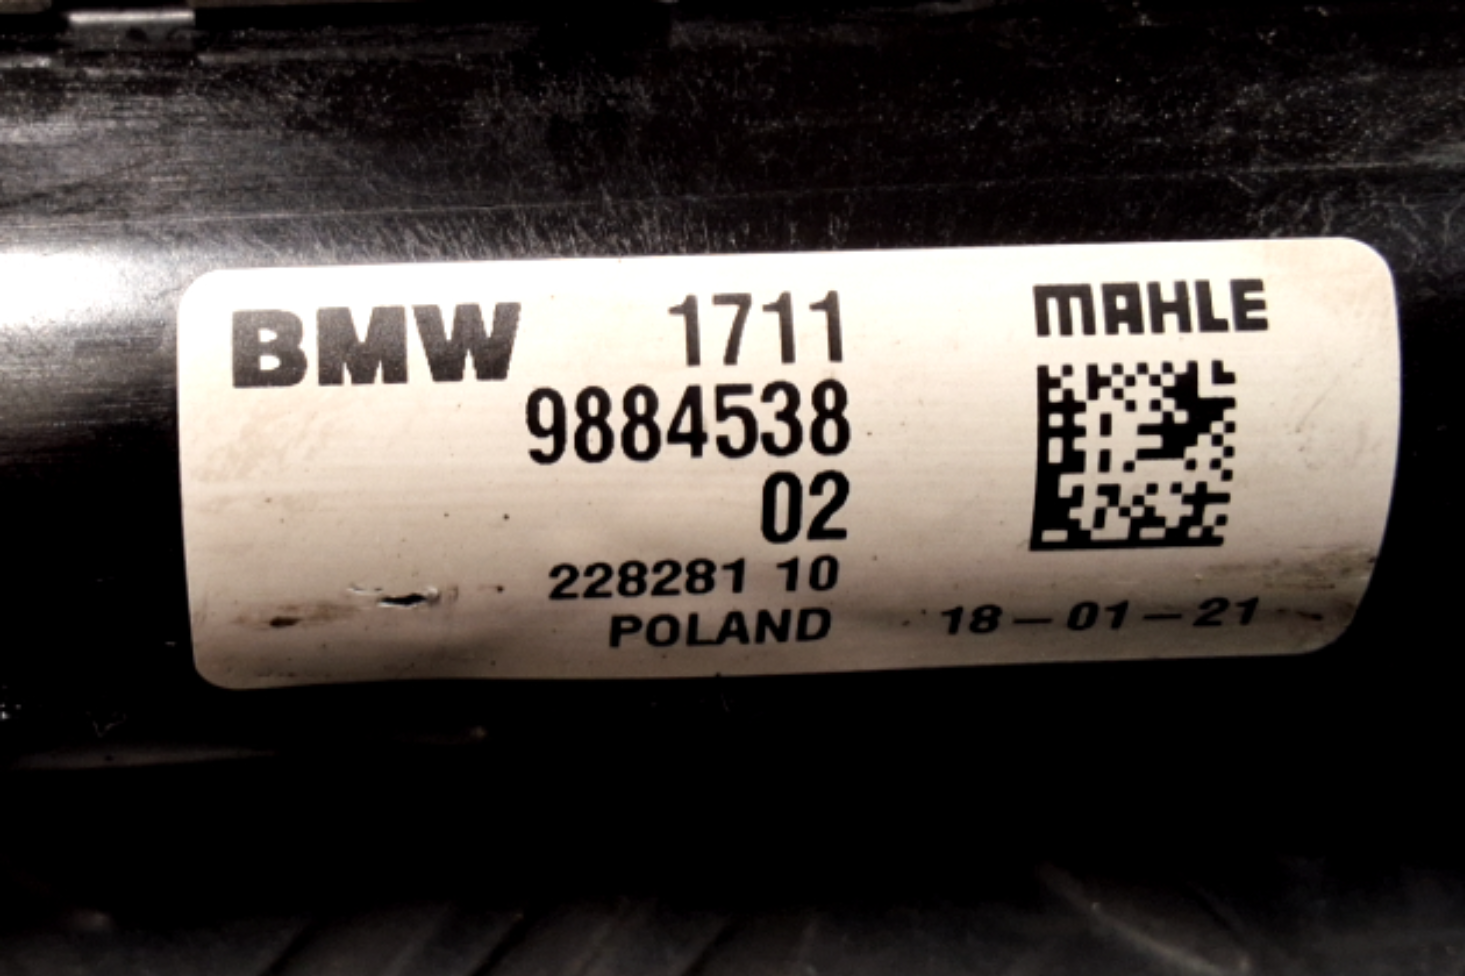 BMW 1711 MAHLE
9884538
02
228281 10
POLAND 18-01-21